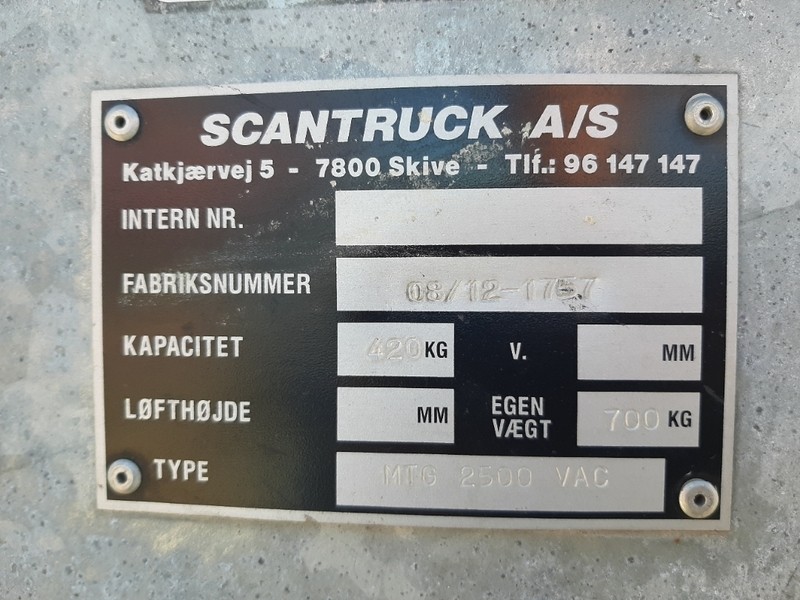 SCANTRUCK A/S
Katkjærvej 5 - 7800 Skive - Tlf.: 96 147 147
INTERN NR.
FABRIKSNUMMER 08/12-1757
KAPACITET 420 KG V. MM
LØFTHØJDE MM EGEN VÆGT 700 KG
TYPE MTG 2500 VAC